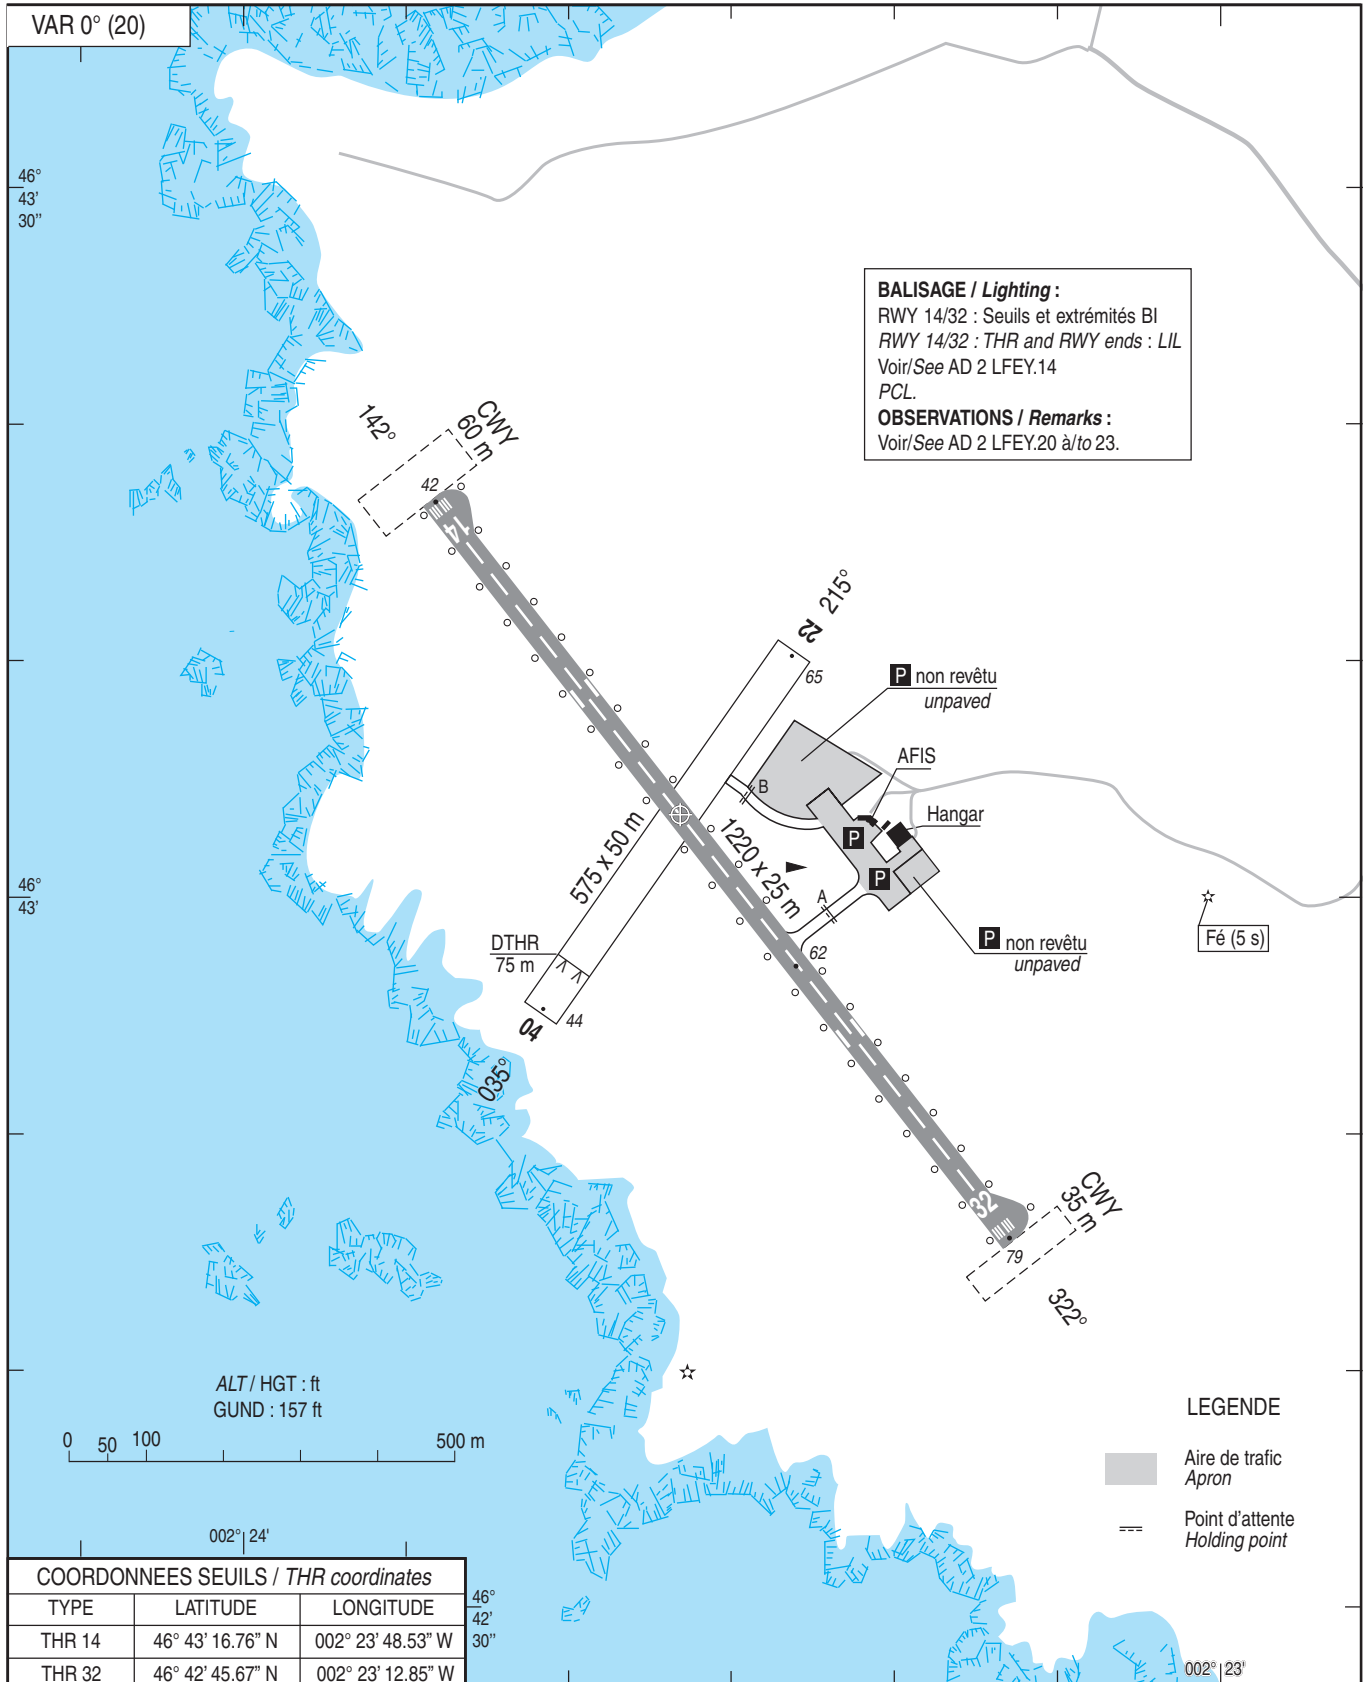 VAR 0° (20)
46°
43'
30”
BALISAGE / Lighting :
RWY 14/32 : Seuils et extrémités BI
RWY 14/32 : THR and RWY ends : LIL
Voir/See AD 2 LFEY.14
PCL.
OBSERVATIONS / Remarks :
Voir/See AD 2 LFEY.20 à/to 23.
142°
CWY
60 m
42
14
22
215°
65
P non revêtu
unpaved
AFIS
B
Hangar
P
575 x 50 m
1220 x 25 m
P
A
46°
43'
Fé (5 s)
DTHR
75 m
62
P non revêtu
unpaved
04
44
035°
32
CWY
35 m
79
322°
ALT / HGT : ft
GUND : 157 ft
0 50 100 500 m
LEGENDE
Aire de trafic
Apron
Point d'attente
Holding point
002° 24'
46°
42'
30”
COORDONNEES SEUILS / THR coordinates
TYPE LATITUDE LONGITUDE
THR 14 46° 43' 16.76” N 002° 23' 48.53” W
THR 32 46° 42' 45.67” N 002° 23' 12.85” W
002° 23'